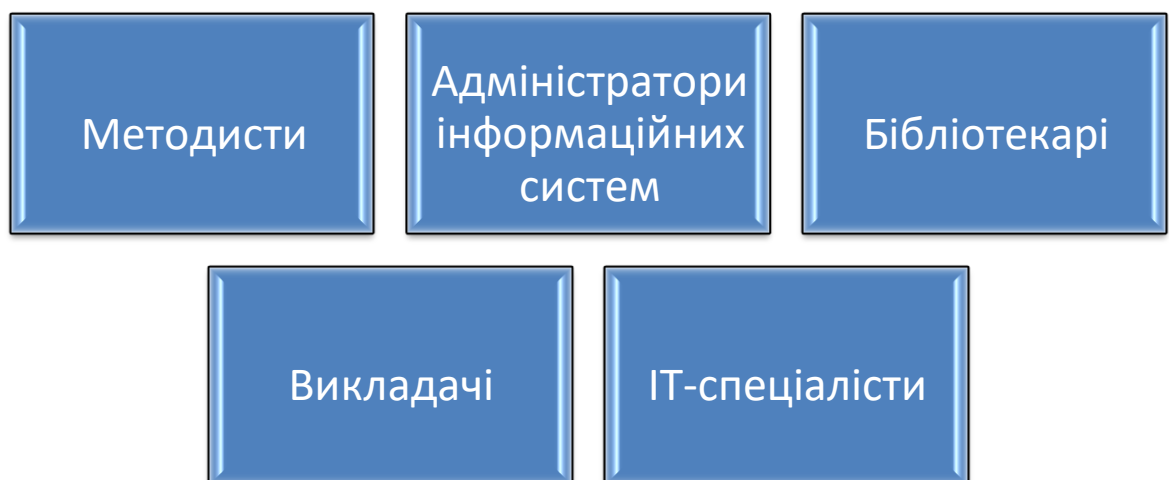 Методисти
Адміністратори
інформаційних
систем
Бібліотекарі
Викладачі
ІТ-спеціалісти